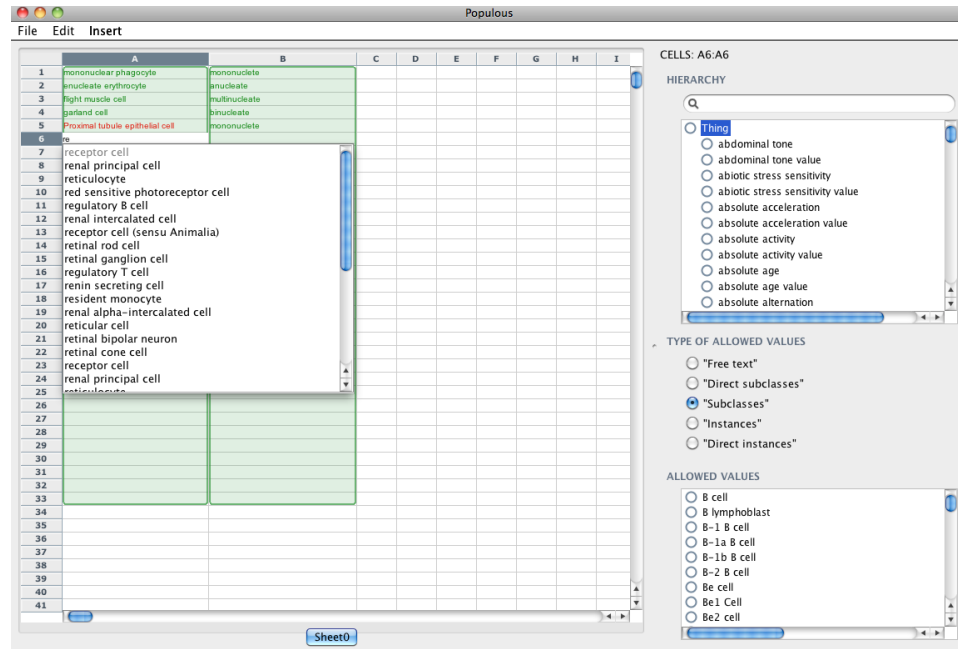 Populous
File Edit Insert
A B C D E F G H I
1 mononuclear phagocyte mononuclete
2 enucleate erythrocyte anucleate
3 flight muscle cell multinucleate
4 garland cell binucleate
5 Proximal tubule epithelial cell mononuclete
6 re
7 receptor cell
8 renal principal cell
9 reticulocyte
10 red sensitive photoreceptor cell
11 regulatory B cell
12 renal intercalated cell
13 receptor cell (sensu Animalia)
14 retinal rod cell
15 retinal ganglion cell
16 regulatory T cell
17 renin secreting cell
18 resident monocyte
19 renal alpha-intercalated cell
20 reticular cell
21 retinal bipolar neuron
22 retinal cone cell
23 receptor cell
24 renal principal cell
25 reticulocyte
26
27
28
29
30
31
32
33
34
35
36
37
38
39
40
41
Sheet0
CELLS: A6:A6
HIERARCHY
Thing
abdominal tone
abdominal tone value
abiotic stress sensitivity
abiotic stress sensitivity value
absolute acceleration
absolute acceleration value
absolute activity
absolute activity value
absolute age
absolute age value
absolute alternation
TYPE OF ALLOWED VALUES
"Free text"
"Direct subclasses"
"Subclasses"
"Instances"
"Direct instances"
ALLOWED VALUES
B cell
B lymphoblast
B-1 B cell
B-1a B cell
B-1b B cell
B-2 B cell
Be cell
Be1 Cell
Be2 cell